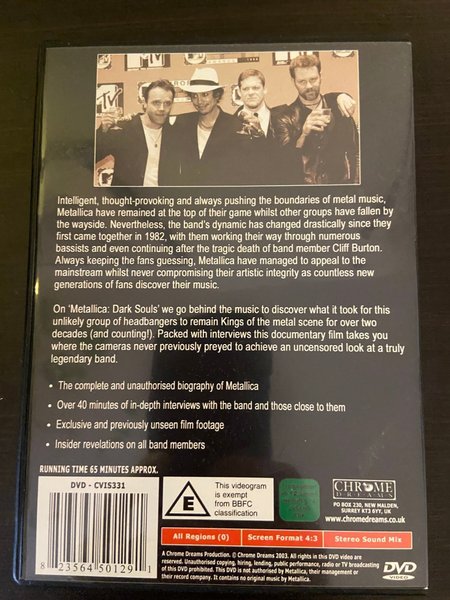 MTV
MTV
Intelligent, thought-provoking and always pushing the boundaries of metal music,
Metallica have remained at the top of their game whilst other groups have fallen by
the wayside. Nevertheless, the band's dynamic has changed drastically since they
first came together in 1982, with them working their way through numerous
bassists and even continuing after the tragic death of band member Cliff Burton.
Always keeping the fans guessing, Metallica have managed to appeal to the
mainstream whilst never compromising their artistic integrity as countless new
generations of fans discover their music.
On 'Metallica: Dark Souls' we go behind the music to discover what it took for this
unlikely group of headbangers to remain Kings of the metal scene for over two
decades (and counting!). Packed with interviews this documentary film takes you
where the cameras never previously preyed to achieve an uncensored look at a truly
legendary band.
• The complete and unauthorised biography of Metallica
• Over 40 minutes of in-depth interviews with the band and those close to them
• Exclusive and previously unseen film footage
• Insider revelations on all band members
RUNNING TIME 65 MINUTES APPROX.
DVD - CVIS331
8 23564 50129 1
E
This videogram
is exempt
from BBFC
classification
CHROME
DREAMS
PO BOX 230, NEW MALDEN,
SURREY KT3 6YY, UK
www.chromedreams.co.uk
All Regions (0)
Screen Format 4:3
Stereo Sound Mix
A Chrome Dreams Production. © Chrome Dreams 2003. All rights in this DVD video are
reserved. Unauthorised copying, hiring, lending, public performance, radio or TV broadcasting
of this DVD prohibited. This DVD is not authorised by Metallica, their management or
their record company. It contains no original music by Metallica.
DVD
VIDEO